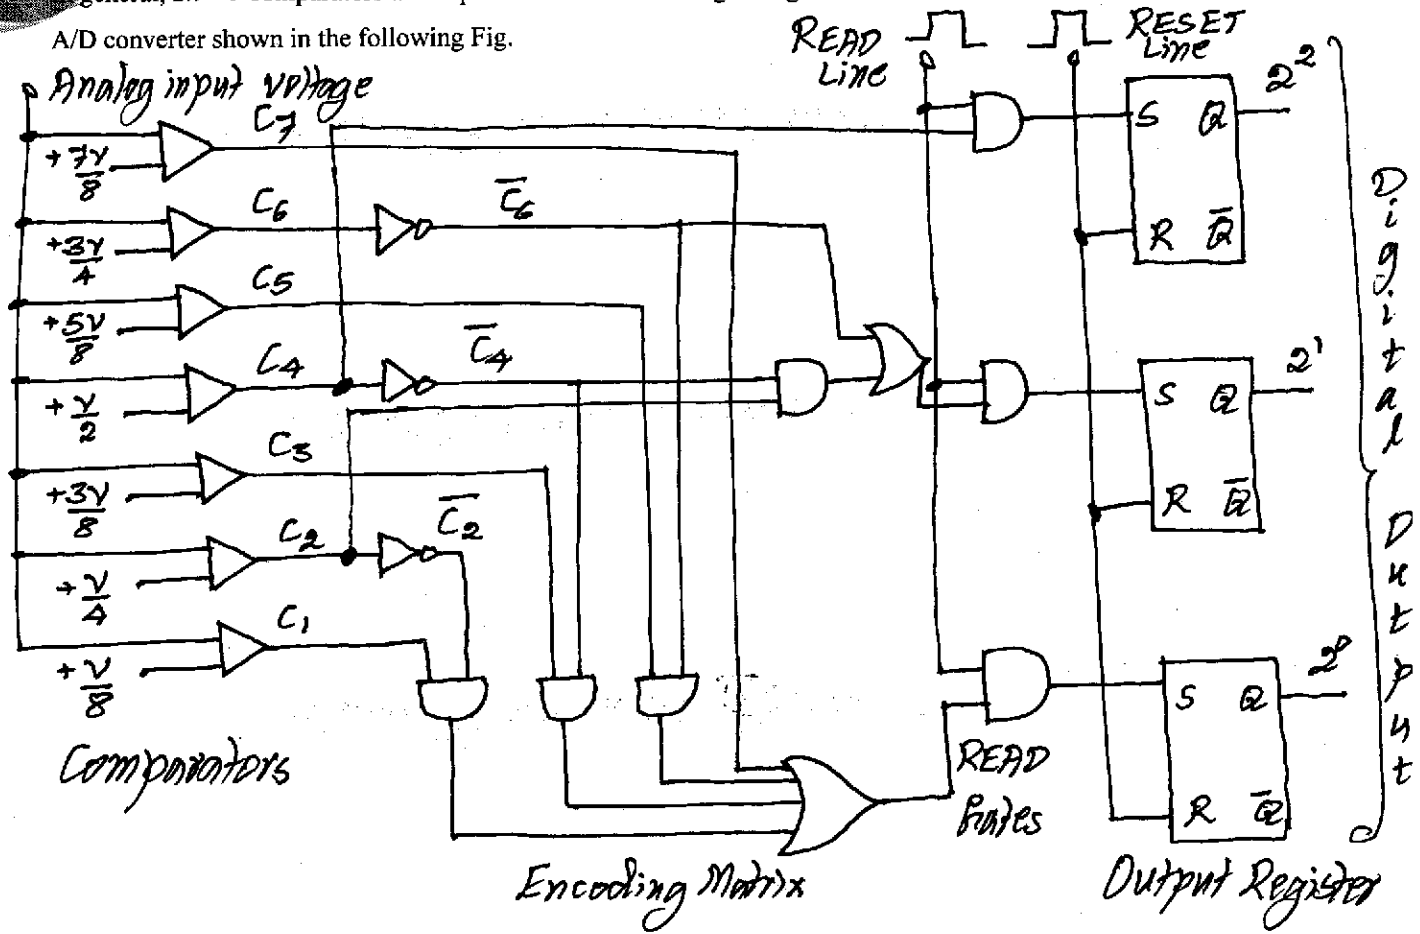 A/D converter shown in the following Fig.
READ Line
RESET Line
Analog input voltage
C7
+7V/8
C6
C̅6
+3V/4
C5
+5V/8
C4
C̅4
+V/2
C3
+3V/8
C2
C̅2
+V/4
C1
+V/8
S Q 2²
R Q̅
S Q 2¹
R Q̅
S Q 2⁰
R Q̅
Digital Output
Comparators
READ Gates
Encoding Matrix
Output Register